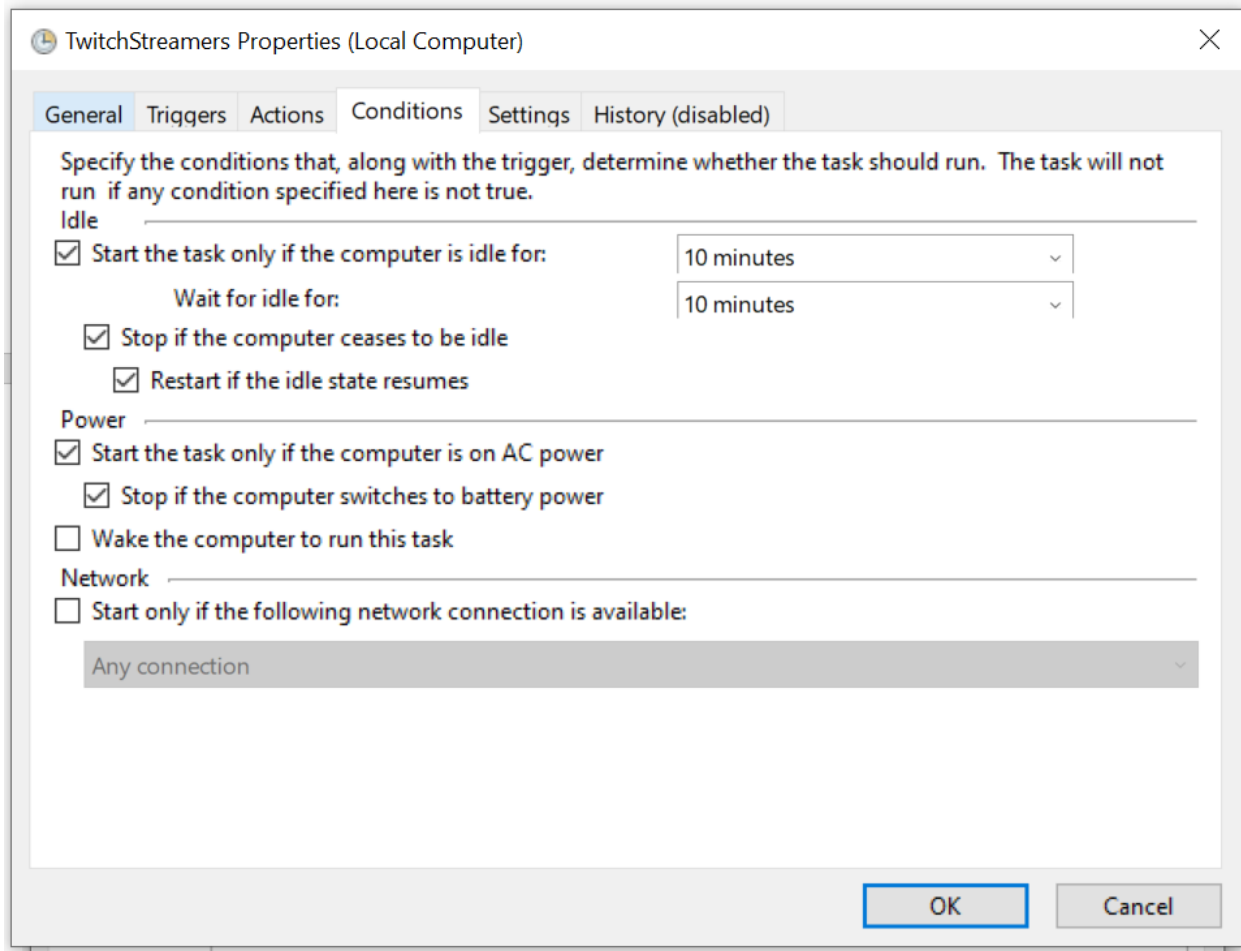 TwitchStreamers Properties (Local Computer)
General Triggers Actions Conditions Settings History (disabled)
Specify the conditions that, along with the trigger, determine whether the task should run.  The task will not
run  if any condition specified here is not true.
Idle
Start the task only if the computer is idle for: 10 minutes
Wait for idle for: 10 minutes
Stop if the computer ceases to be idle
Restart if the idle state resumes
Power
Start the task only if the computer is on AC power
Stop if the computer switches to battery power
Wake the computer to run this task
Network
Start only if the following network connection is available:
Any connection
OK Cancel